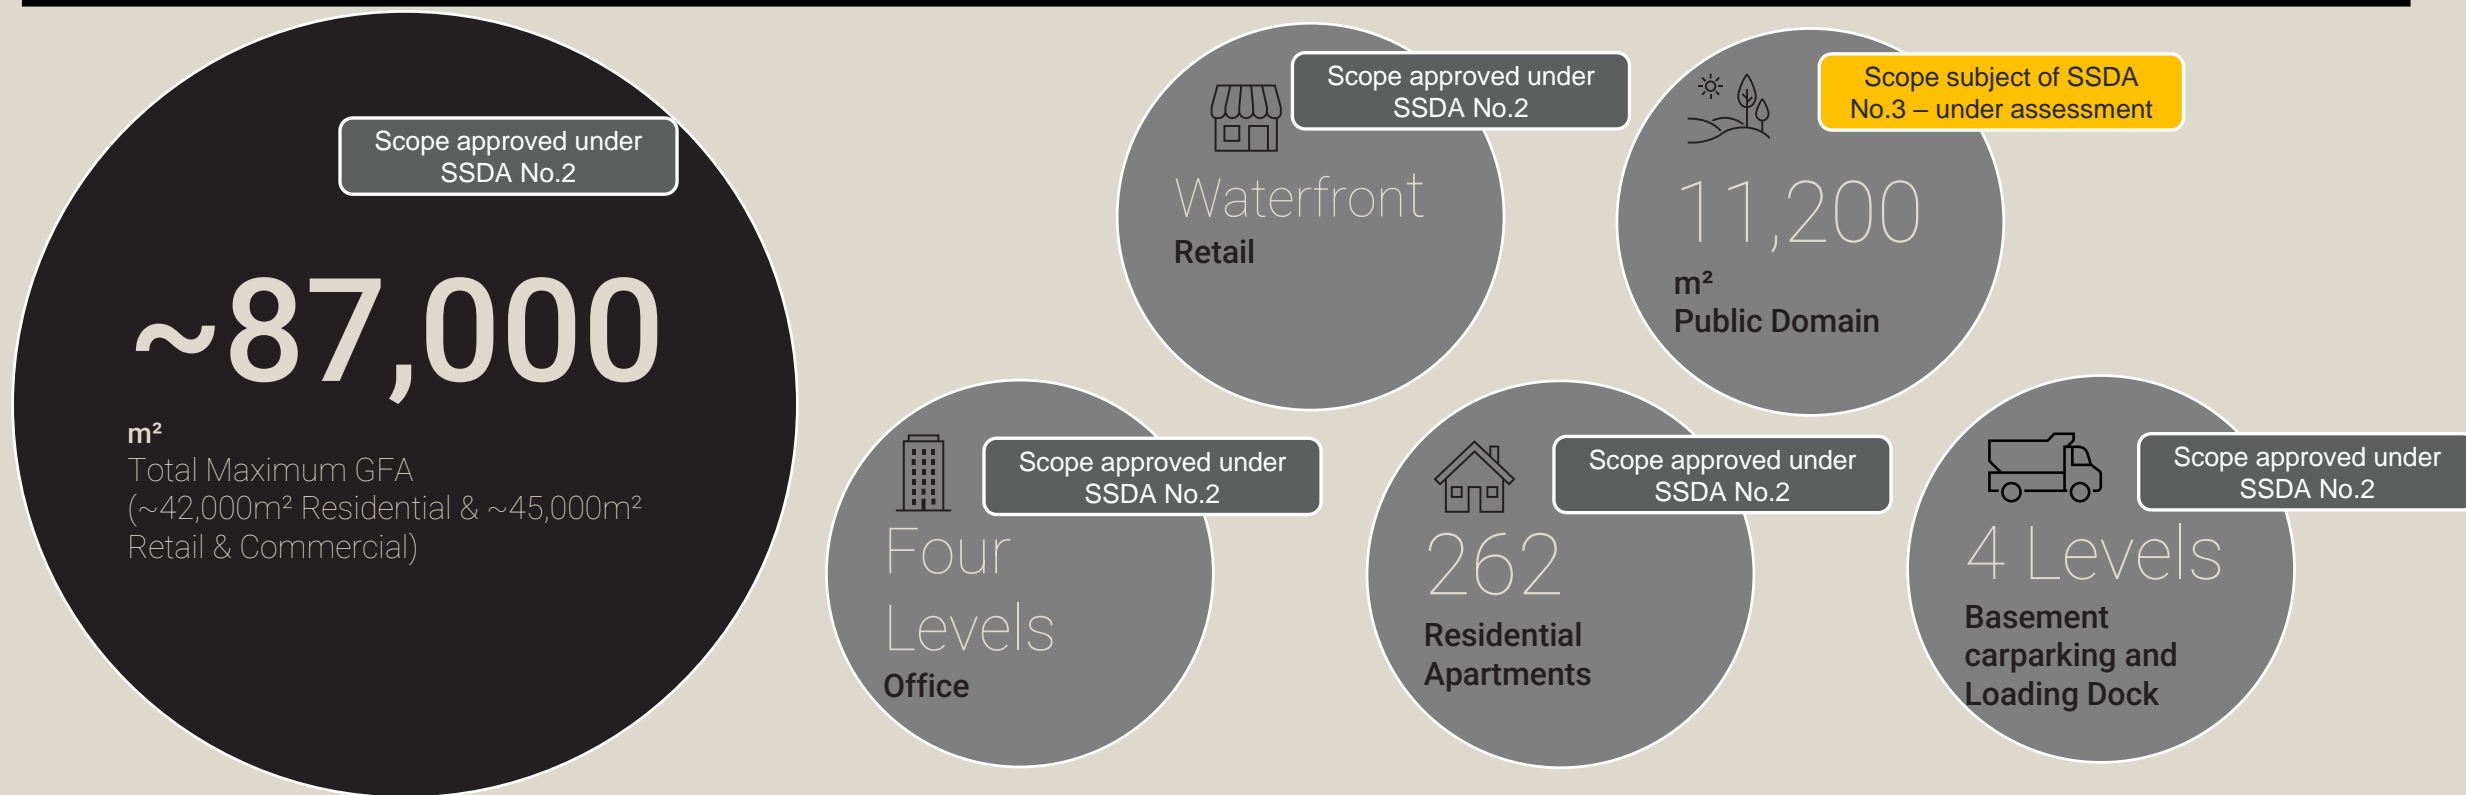 Scope approved under
SSDA No.2
~87,000
m²
Total Maximum GFA
(~42,000m² Residential & ~45,000m²
Retail & Commercial)
Scope approved under
SSDA No.2
Waterfront
Retail
Scope subject of SSDA
No.3 – under assessment
11,200
m²
Public Domain
Scope approved under
SSDA No.2
Four
Levels
Office
Scope approved under
SSDA No.2
262
Residential
Apartments
Scope approved under
SSDA No.2
4 Levels
Basement
carparking and
Loading Dock